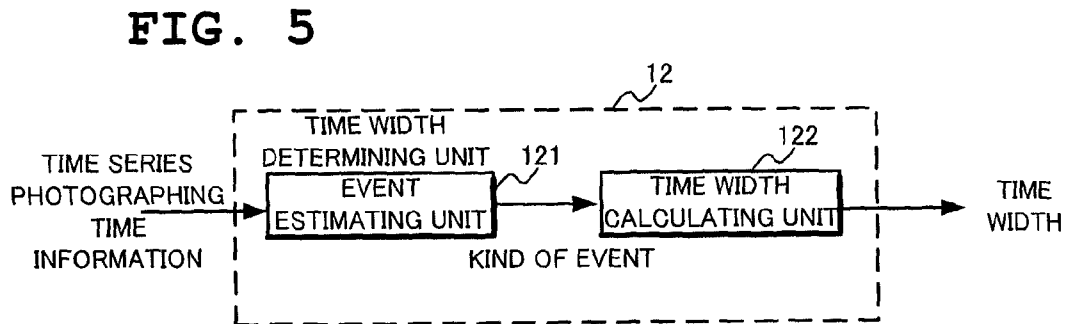 FIG. 5
12
TIME WIDTH
DETERMINING UNIT
121
122
TIME SERIES
PHOTOGRAPHING
TIME
INFORMATION
EVENT
ESTIMATING UNIT
TIME WIDTH
CALCULATING UNIT
KIND OF EVENT
TIME
WIDTH